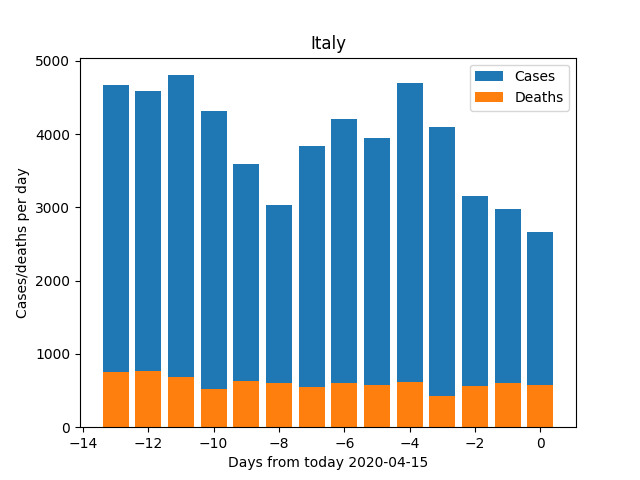 Italy
Cases
Deaths
Cases/deaths per day
5000
4000
3000
2000
1000
0
−14 −12 −10 −8 −6 −4 −2 0
Days from today 2020-04-15